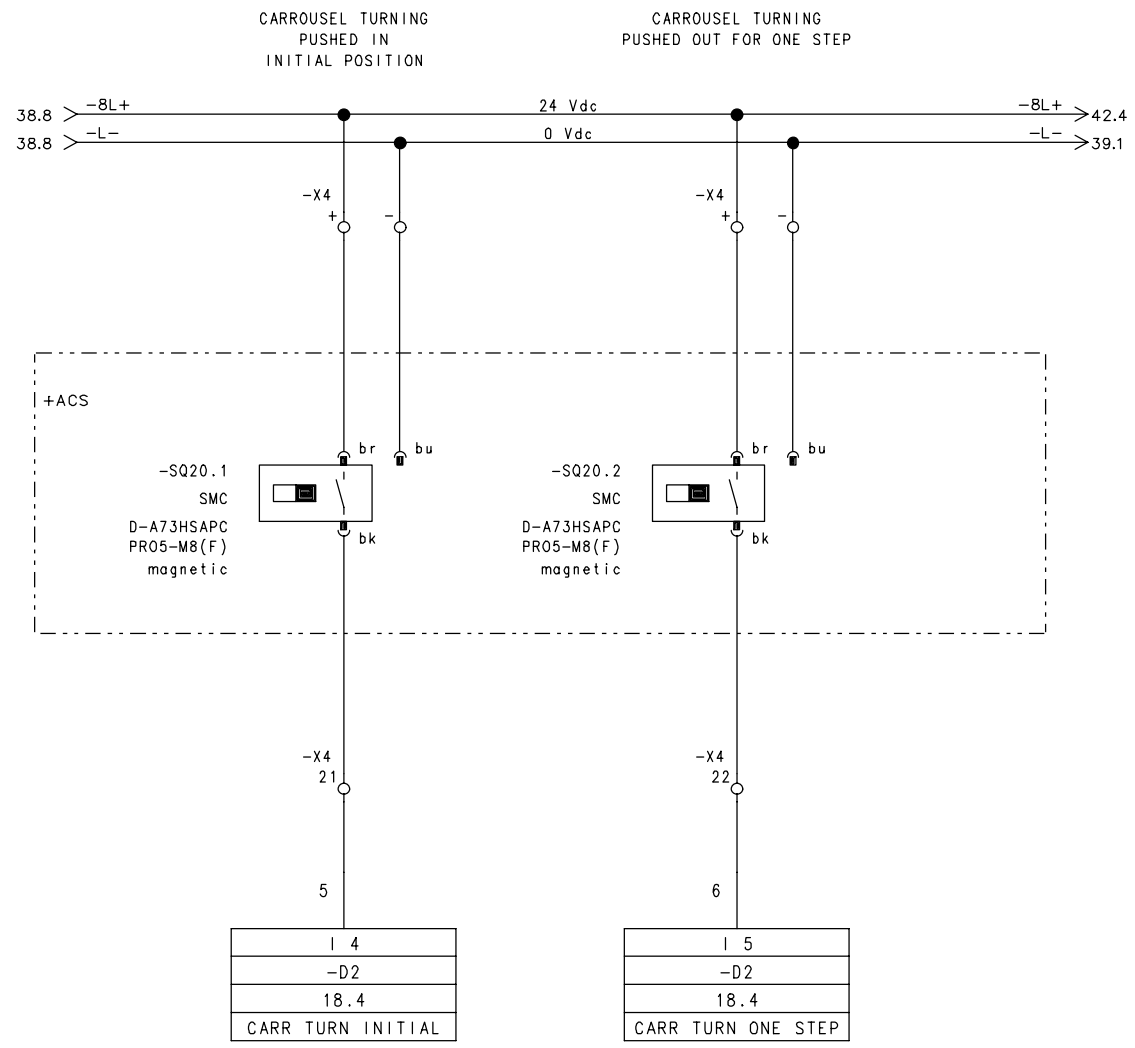 CARROUSEL TURNING
PUSHED IN
INITIAL POSITION
CARROUSEL TURNING
PUSHED OUT FOR ONE STEP
38.8
-8L+
24 Vdc
-8L+
42.4
38.8
-L-
0 Vdc
-L-
39.1
-X4
+
-
-X4
+
-
+ACS
br
bu
br
bu
-SQ20.1
SMC
D-A73HSAPC
PRO5-M8(F)
magnetic
bk
-SQ20.2
SMC
D-A73HSAPC
PRO5-M8(F)
magnetic
bk
-X4
21
-X4
22
5
6
I 4
-D2
18.4
CARR TURN INITIAL
I 5
-D2
18.4
CARR TURN ONE STEP